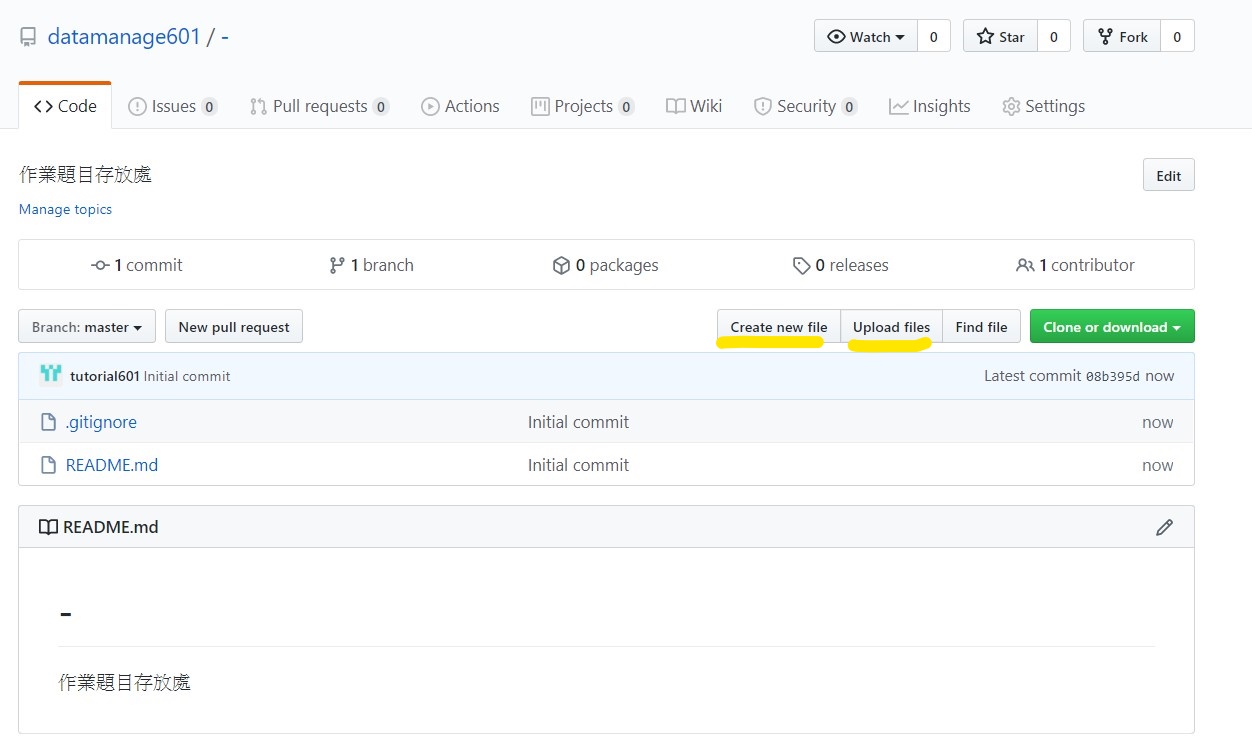 datamanage601 / -
Watch 0 Star 0 Fork 0
Code Issues 0 Pull requests 0 Actions Projects 0 Wiki Security 0 Insights Settings
作業題目存放處
Edit
Manage topics
1 commit 1 branch 0 packages 0 releases 1 contributor
Branch: master New pull request Create new file Upload files Find file Clone or download
tutorial601 Initial commit Latest commit 08b395d now
.gitignore Initial commit now
README.md Initial commit now
README.md
-
作業題目存放處